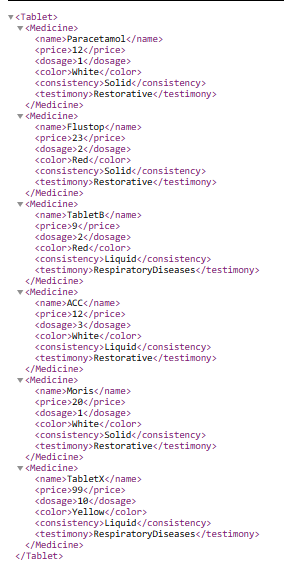 <Tablet>
<Medicine>
<name>Paracetamol</name>
<price>12</price>
<dosage>1</dosage>
<color>White</color>
<consistency>Solid</consistency>
<testimony>Restorative</testimony>
</Medicine>
<Medicine>
<name>Flustop</name>
<price>23</price>
<dosage>2</dosage>
<color>Red</color>
<consistency>Solid</consistency>
<testimony>Restorative</testimony>
</Medicine>
<Medicine>
<name>TabletB</name>
<price>9</price>
<dosage>2</dosage>
<color>Red</color>
<consistency>Liquid</consistency>
<testimony>RespiratoryDiseases</testimony>
</Medicine>
<Medicine>
<name>ACC</name>
<price>12</price>
<dosage>3</dosage>
<color>White</color>
<consistency>Liquid</consistency>
<testimony>Restorative</testimony>
</Medicine>
<Medicine>
<name>Moris</name>
<price>20</price>
<dosage>1</dosage>
<color>White</color>
<consistency>Solid</consistency>
<testimony>Restorative</testimony>
</Medicine>
<Medicine>
<name>TabletX</name>
<price>99</price>
<dosage>10</dosage>
<color>Yellow</color>
<consistency>Liquid</consistency>
<testimony>RespiratoryDiseases</testimony>
</Medicine>
</Tablet>